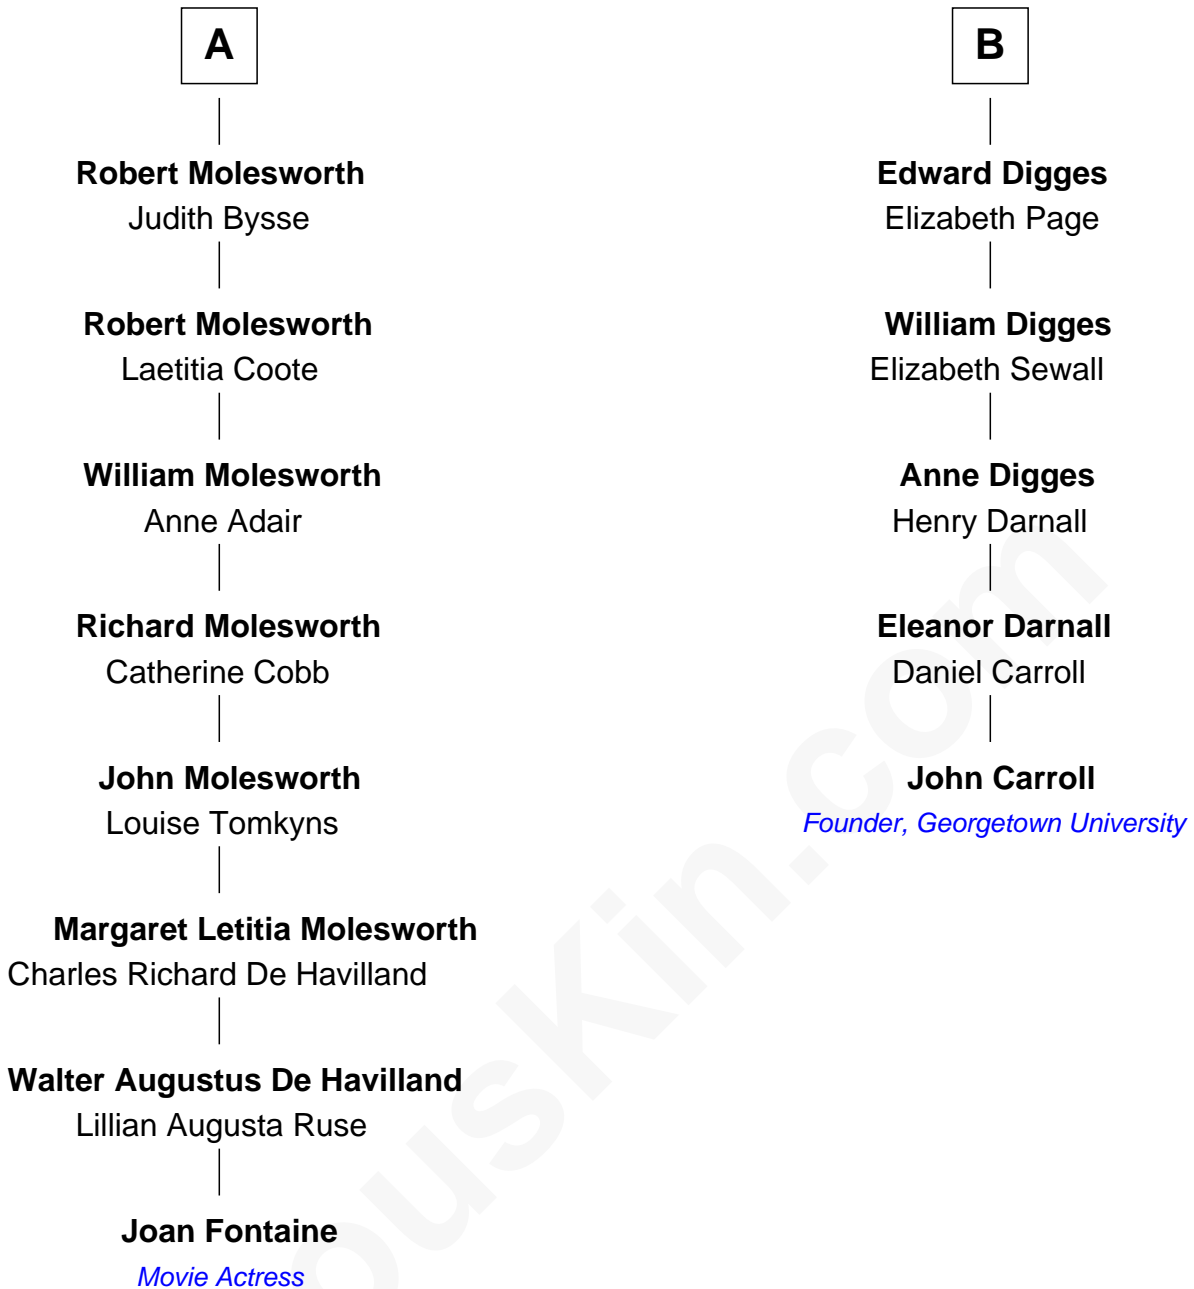 A
Robert Molesworth
Judith Bysse
Robert Molesworth
Laetitia Coote
William Molesworth
Anne Adair
Richard Molesworth
Catherine Cobb
John Molesworth
Louise Tomkyns
Margaret Letitia Molesworth
Charles Richard De Havilland
Walter Augustus De Havilland
Lillian Augusta Ruse
Joan Fontaine
Movie Actress
B
Edward Digges
Elizabeth Page
William Digges
Elizabeth Sewall
Anne Digges
Henry Darnall
Eleanor Darnall
Daniel Carroll
John Carroll
Founder, Georgetown University
ousKin.com